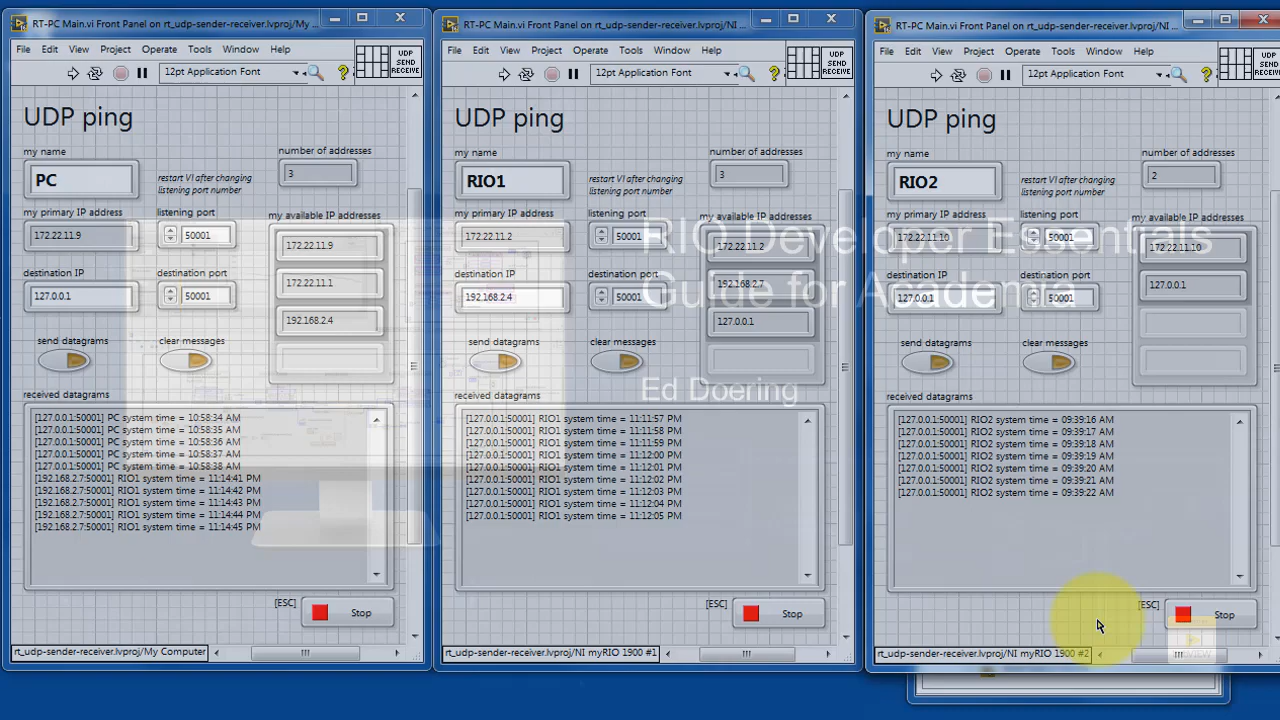 RT-PC Main.vi Front Panel on rt_udp-sender-receiver.lvproj/My ...
File Edit View Project Operate Tools Window Help
12pt Application Font
UDP
SEND
RECEIVE
UDP ping
my name
PC
restart VI after changing
listening port number
number of addresses
3
my primary IP address
172.22.11.9
listening port
50001
my available IP addresses
172.22.11.9
172.22.11.1
192.168.2.4
destination IP
127.0.0.1
destination port
50001
send datagrams
clear messages
received datagrams
[127.0.0.1:50001] PC system time = 10:58:34 AM
[127.0.0.1:50001] PC system time = 10:58:35 AM
[127.0.0.1:50001] PC system time = 10:58:36 AM
[127.0.0.1:50001] PC system time = 10:58:37 AM
[127.0.0.1:50001] PC system time = 10:58:38 AM
[192.168.2.7:50001] RIO1 system time = 11:14:41 PM
[192.168.2.7:50001] RIO1 system time = 11:14:42 PM
[192.168.2.7:50001] RIO1 system time = 11:14:43 PM
[192.168.2.7:50001] RIO1 system time = 11:14:44 PM
[192.168.2.7:50001] RIO1 system time = 11:14:45 PM
[ESC]
Stop
rt_udp-sender-receiver.lvproj/My Computer
RT-PC Main.vi Front Panel on rt_udp-sender-receiver.lvproj/NI ...
File Edit View Project Operate Tools Window Help
12pt Application Font
UDP
SEND
RECEIVE
UDP ping
my name
RIO1
restart VI after changing
listening port number
number of addresses
3
my primary IP address
172.22.11.2
listening port
50001
my available IP addresses
172.22.11.2
192.168.2.7
127.0.0.1
destination IP
192.168.2.4
destination port
50001
send datagrams
clear messages
received datagrams
[127.0.0.1:50001] RIO1 system time = 11:11:57 PM
[127.0.0.1:50001] RIO1 system time = 11:11:58 PM
[127.0.0.1:50001] RIO1 system time = 11:11:59 PM
[127.0.0.1:50001] RIO1 system time = 11:12:00 PM
[127.0.0.1:50001] RIO1 system time = 11:12:01 PM
[127.0.0.1:50001] RIO1 system time = 11:12:02 PM
[127.0.0.1:50001] RIO1 system time = 11:12:03 PM
[127.0.0.1:50001] RIO1 system time = 11:12:04 PM
[127.0.0.1:50001] RIO1 system time = 11:12:05 PM
[ESC]
Stop
rt_udp-sender-receiver.lvproj/NI myRIO 1900 #1
RT-PC Main.vi Front Panel on rt_udp-sender-receiver.lvproj/NI ...
File Edit View Project Operate Tools Window Help
12pt Application Font
UDP
SEND
RECEIVE
UDP ping
my name
RIO2
restart VI after changing
listening port number
number of addresses
2
my primary IP address
172.22.11.10
listening port
50001
my available IP addresses
172.22.11.10
127.0.0.1
destination IP
127.0.0.1
destination port
50001
send datagrams
clear messages
received datagrams
[127.0.0.1:50001] RIO2 system time = 09:39:16 AM
[127.0.0.1:50001] RIO2 system time = 09:39:17 AM
[127.0.0.1:50001] RIO2 system time = 09:39:18 AM
[127.0.0.1:50001] RIO2 system time = 09:39:19 AM
[127.0.0.1:50001] RIO2 system time = 09:39:20 AM
[127.0.0.1:50001] RIO2 system time = 09:39:21 AM
[127.0.0.1:50001] RIO2 system time = 09:39:22 AM
[ESC]
Stop
rt_udp-sender-receiver.lvproj/NI myRIO 1900 #2
RIO Developer Essentials
Guide for Academia
Ed Doering